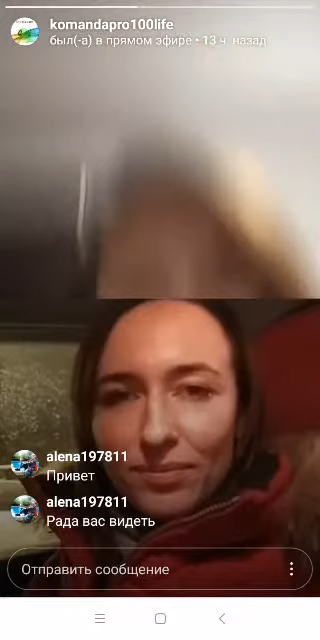 komandapro100life
был(-а) в прямом эфире • 13 ч. назад
alena197811
Привет
alena197811
Рада вас видеть
Отправить сообщение